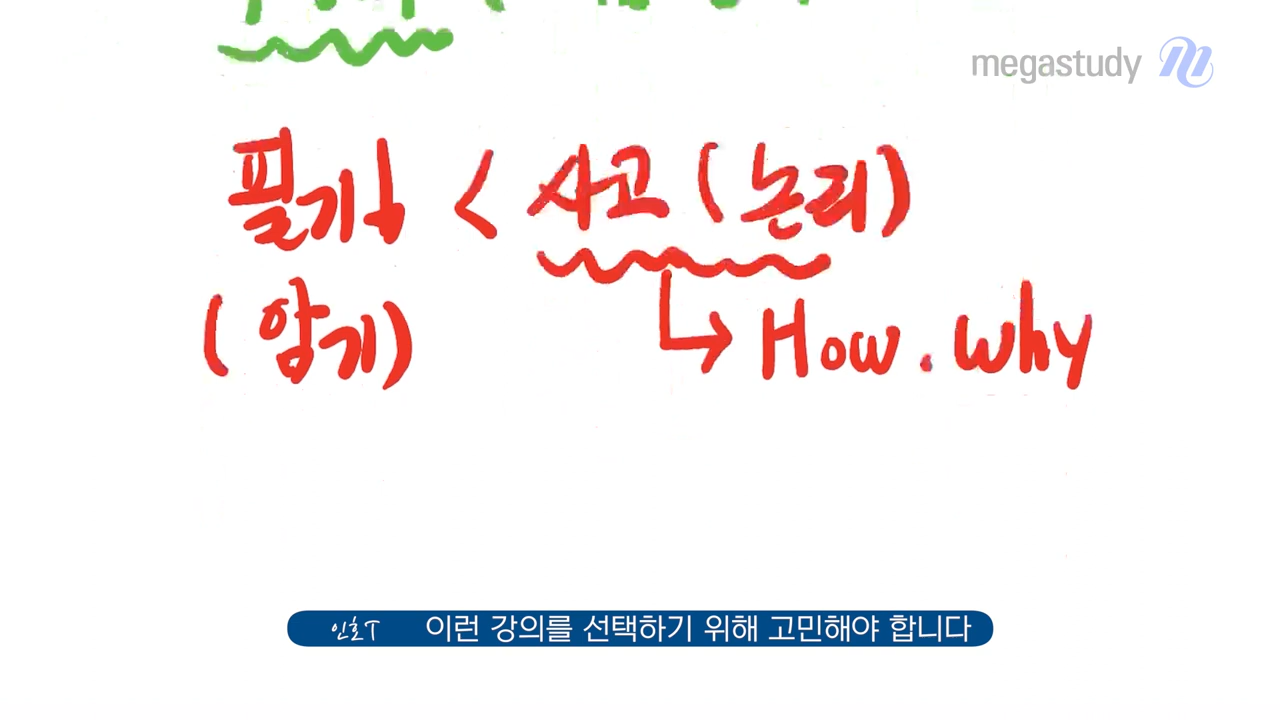 megastudy
필기↓ < 사고 (논리)
(암기) → How . why
인호T 이런 강의를 선택하기 위해 고민해야 합니다